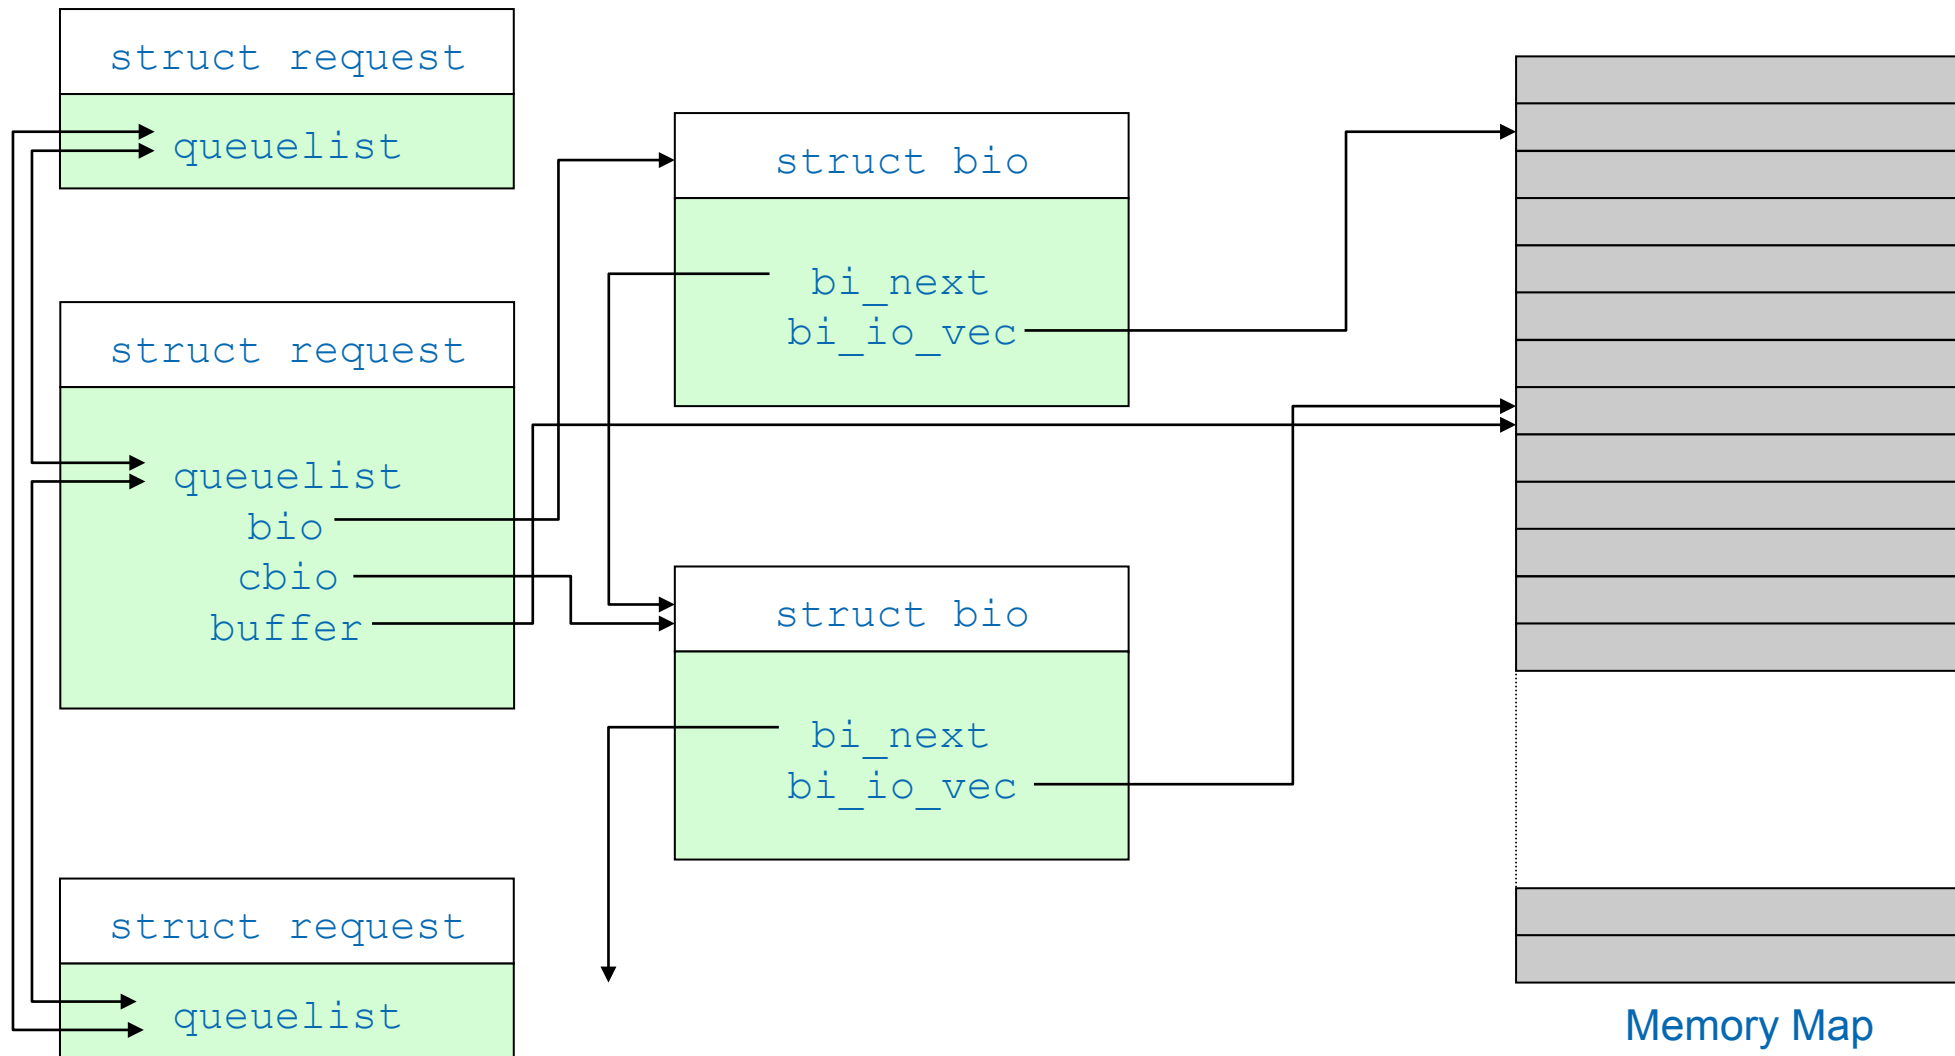 struct request
queuelist
struct request
queuelist
bio
cbio
buffer
struct request
queuelist
struct bio
bi_next
bi_io_vec
struct bio
bi_next
bi_io_vec
Memory Map